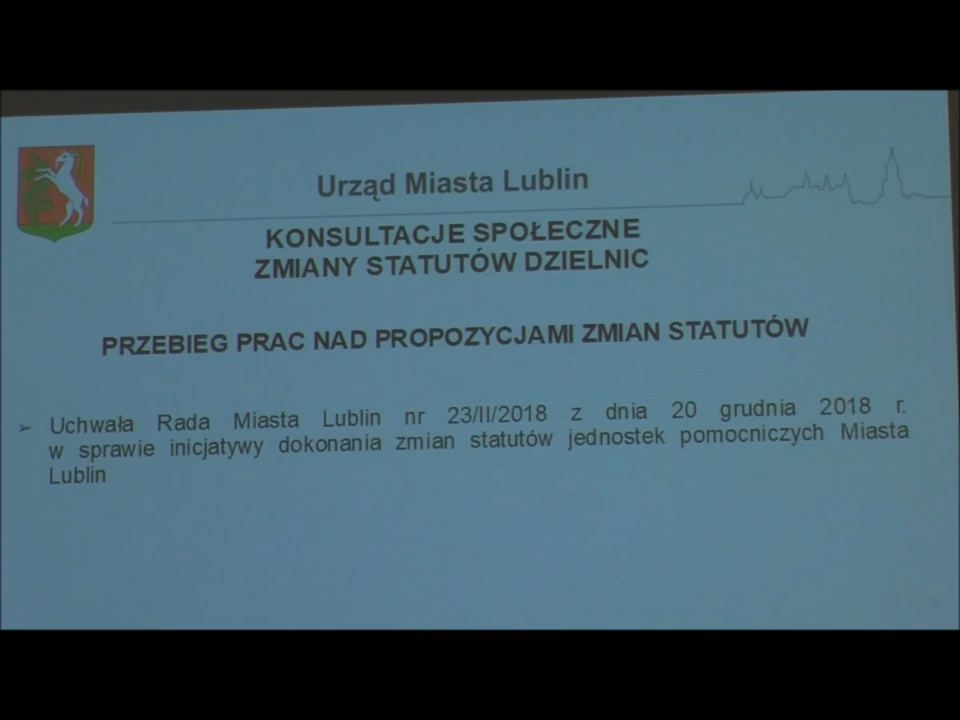 Urząd Miasta Lublin
KONSULTACJE SPOŁECZNE
ZMIANY STATUTÓW DZIELNIC
PRZEBIEG PRAC NAD PROPOZYCJAMI ZMIAN STATUTÓW
➢ Uchwała Rada Miasta Lublin nr 23/II/2018 z dnia 20 grudnia 2018 r.
w sprawie inicjatywy dokonania zmian statutów jednostek pomocniczych Miasta
Lublin